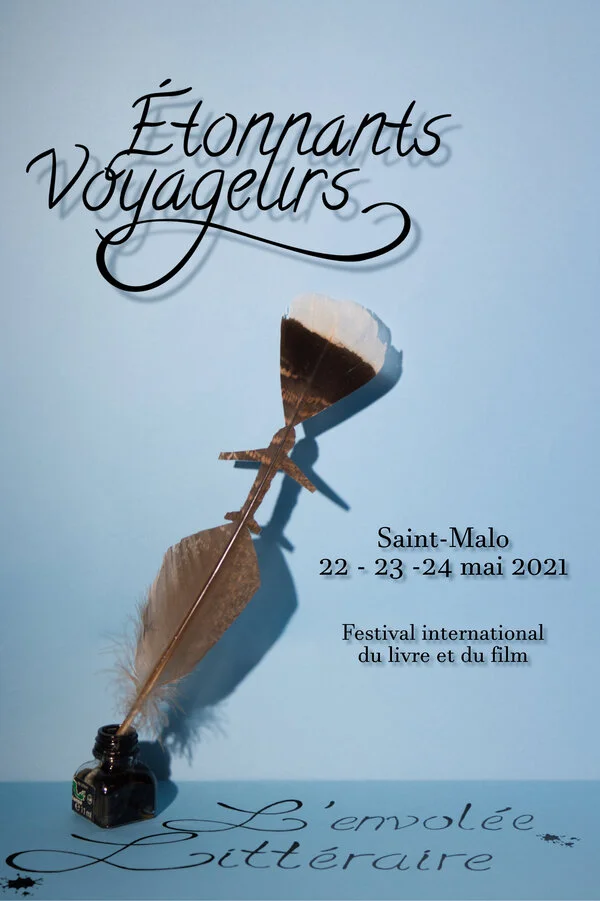 Étonnants
Voyageurs
Saint-Malo
22 - 23 -24 mai 2021
Festival international
du livre et du film
L'envolée
Littéraire